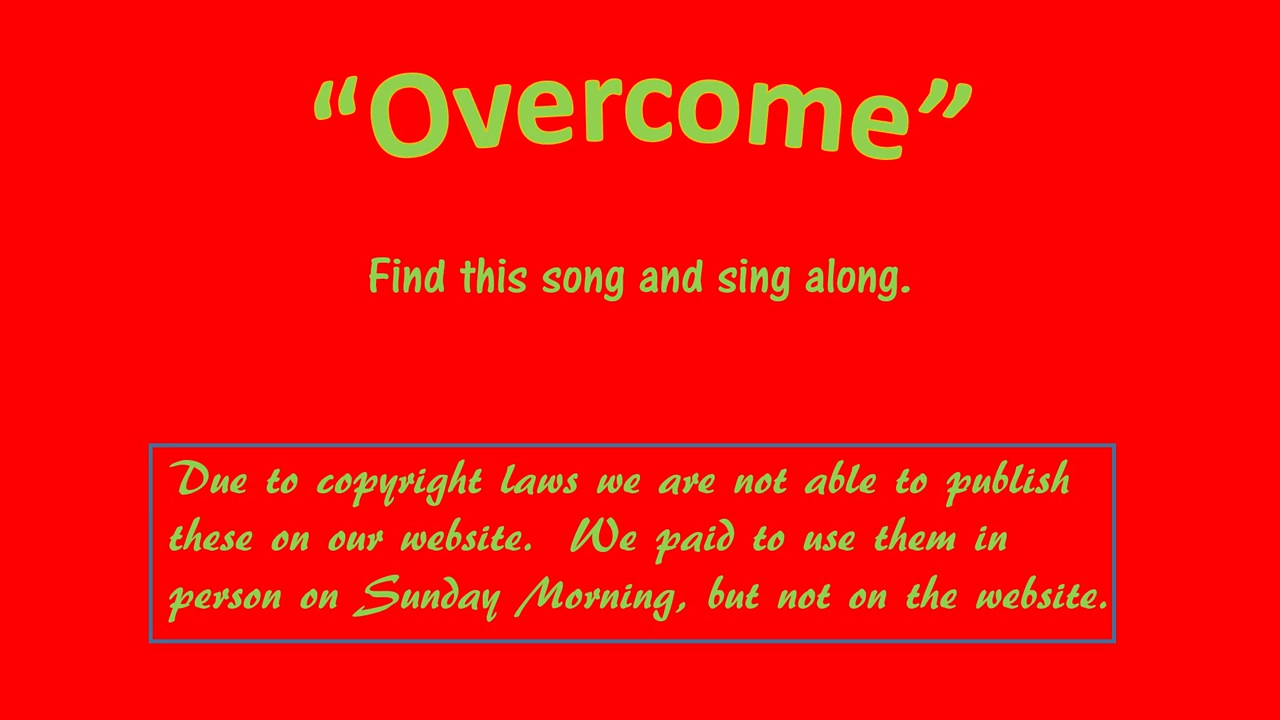 “Overcome”
Find this song and sing along.
Due to copyright laws we are not able to publish
these on our website.  We paid to use them in
person on Sunday Morning, but not on the website.